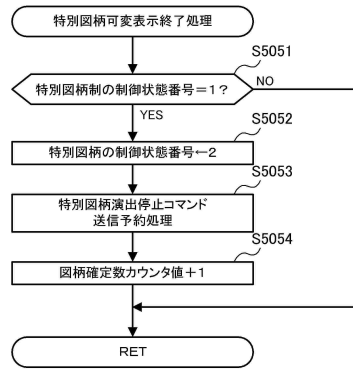 特別図柄可変表示終了処理
S5051
特別図柄制の制御状態番号＝1？
NO
YES
S5052
特別図柄の制御状態番号←2
S5053
特別図柄演出停止コマンド
送信予約処理
S5054
図柄確定数カウンタ値＋1
RET